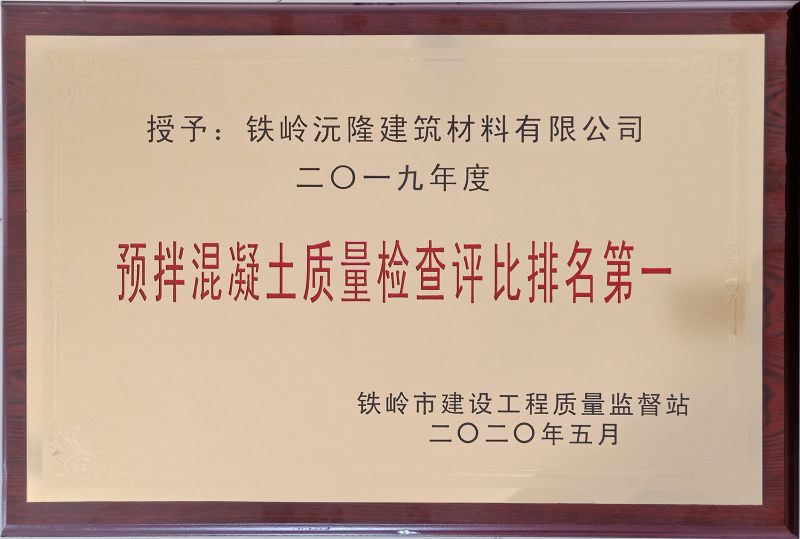 授予：铁岭沅隆建筑材料有限公司
二〇一九年度
预拌混凝土质量检查评比排名第一
铁岭市建设工程质量监督站
二〇二〇年五月